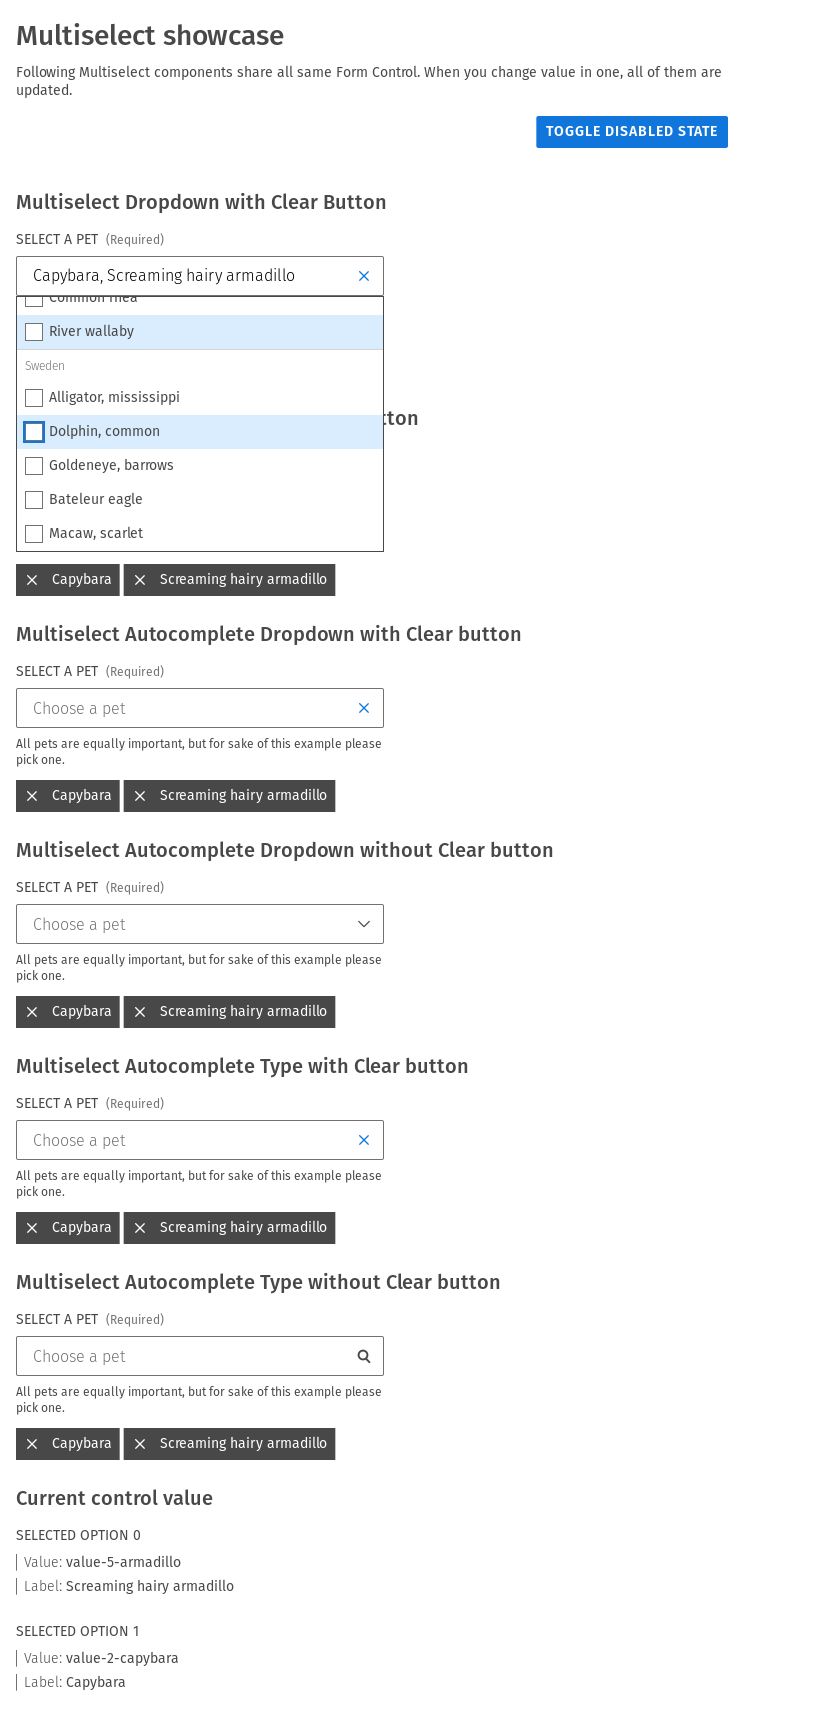 Multiselect showcase
Following Multiselect components share all same Form Control. When you change value in one, all of them are
updated.
TOGGLE DISABLED STATE
Multiselect Dropdown with Clear Button
SELECT A PET (Required)
Capybara, Screaming hairy armadillo
Common rhea
River wallaby
Sweden
Alligator, mississippi
Dolphin, common
Goldeneye, barrows
Bateleur eagle
Macaw, scarlet
Capybara Screaming hairy armadillo
Multiselect Autocomplete Dropdown with Clear button
SELECT A PET (Required)
Choose a pet
All pets are equally important, but for sake of this example please
pick one.
Capybara Screaming hairy armadillo
Multiselect Autocomplete Dropdown without Clear button
SELECT A PET (Required)
Choose a pet
All pets are equally important, but for sake of this example please
pick one.
Capybara Screaming hairy armadillo
Multiselect Autocomplete Type with Clear button
SELECT A PET (Required)
Choose a pet
All pets are equally important, but for sake of this example please
pick one.
Capybara Screaming hairy armadillo
Multiselect Autocomplete Type without Clear button
SELECT A PET (Required)
Choose a pet
All pets are equally important, but for sake of this example please
pick one.
Capybara Screaming hairy armadillo
Current control value
SELECTED OPTION 0
Value: value-5-armadillo
Label: Screaming hairy armadillo
SELECTED OPTION 1
Value: value-2-capybara
Label: Capybara